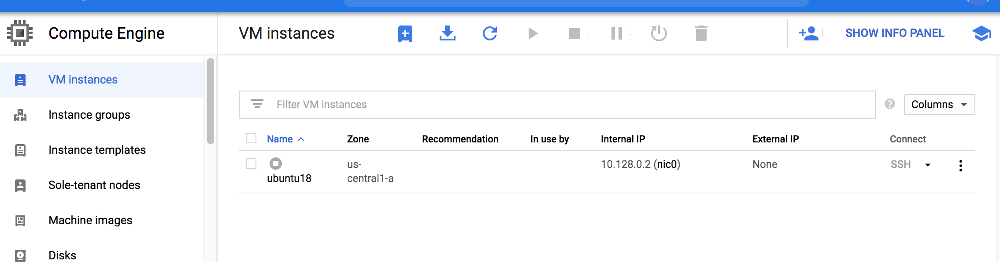 Compute Engine
VM instances
SHOW INFO PANEL
VM instances
Instance groups
Instance templates
Sole-tenant nodes
Machine images
Disks
Filter VM instances
?
Columns
Name Zone Recommendation In use by Internal IP External IP Connect
ubuntu18
us-
central1-a
10.128.0.2 (nic0)
None
SSH